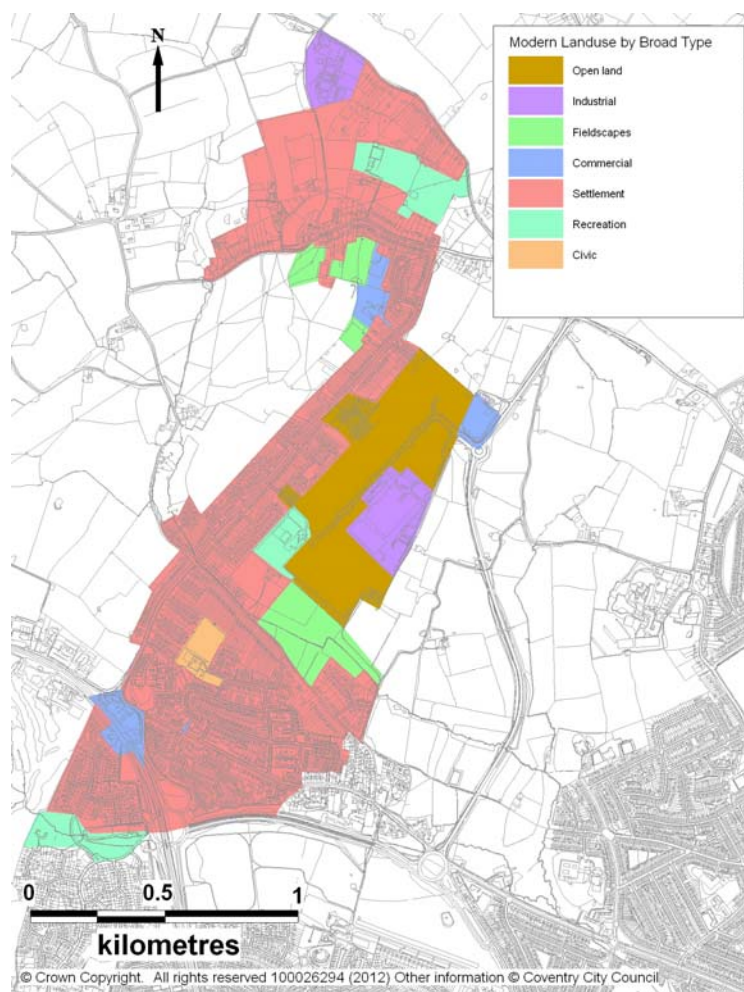 N
Modern Landuse by Broad Type
Open land
Industrial
Fieldscapes
Commercial
Settlement
Recreation
Civic
0 0.5 1
kilometres
© Crown Copyright. All rights reserved 100026294 (2012) Other information © Coventry City Council